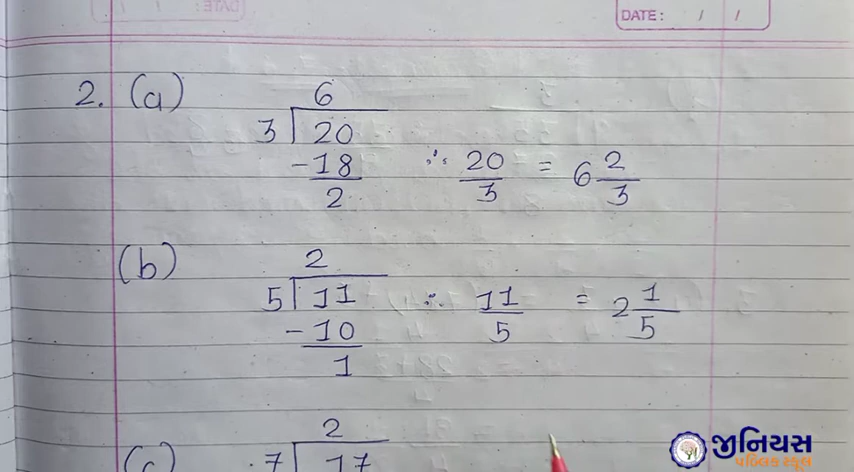 DATE: / /
2. (a) 6
3 20
-18 ∴ 20/3 = 6 2/3
2
(b) 2
5 11 ∴ 11/5 = 2 1/5
-10
1
2
(c) 7 17
જીનિયસ
પબ્લિક સ્કૂલ